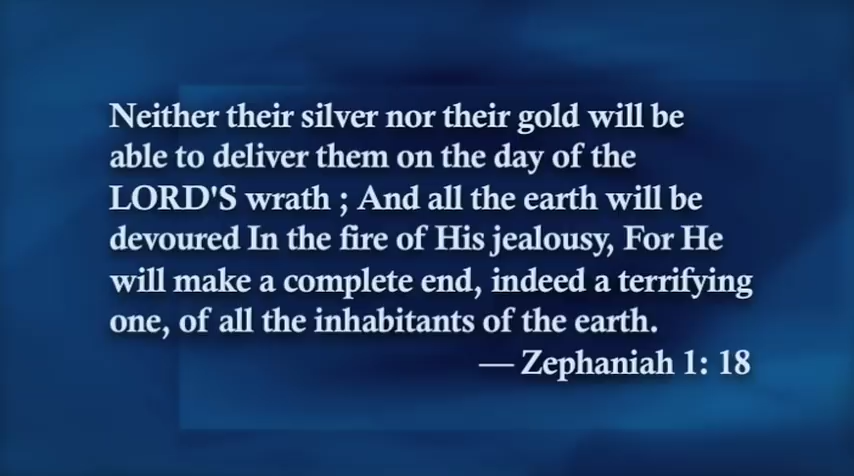 Neither their silver nor their gold will be
able to deliver them on the day of the
LORD'S wrath ; And all the earth will be
devoured In the fire of His jealousy, For He
will make a complete end, indeed a terrifying
one, of all the inhabitants of the earth.
— Zephaniah 1: 18